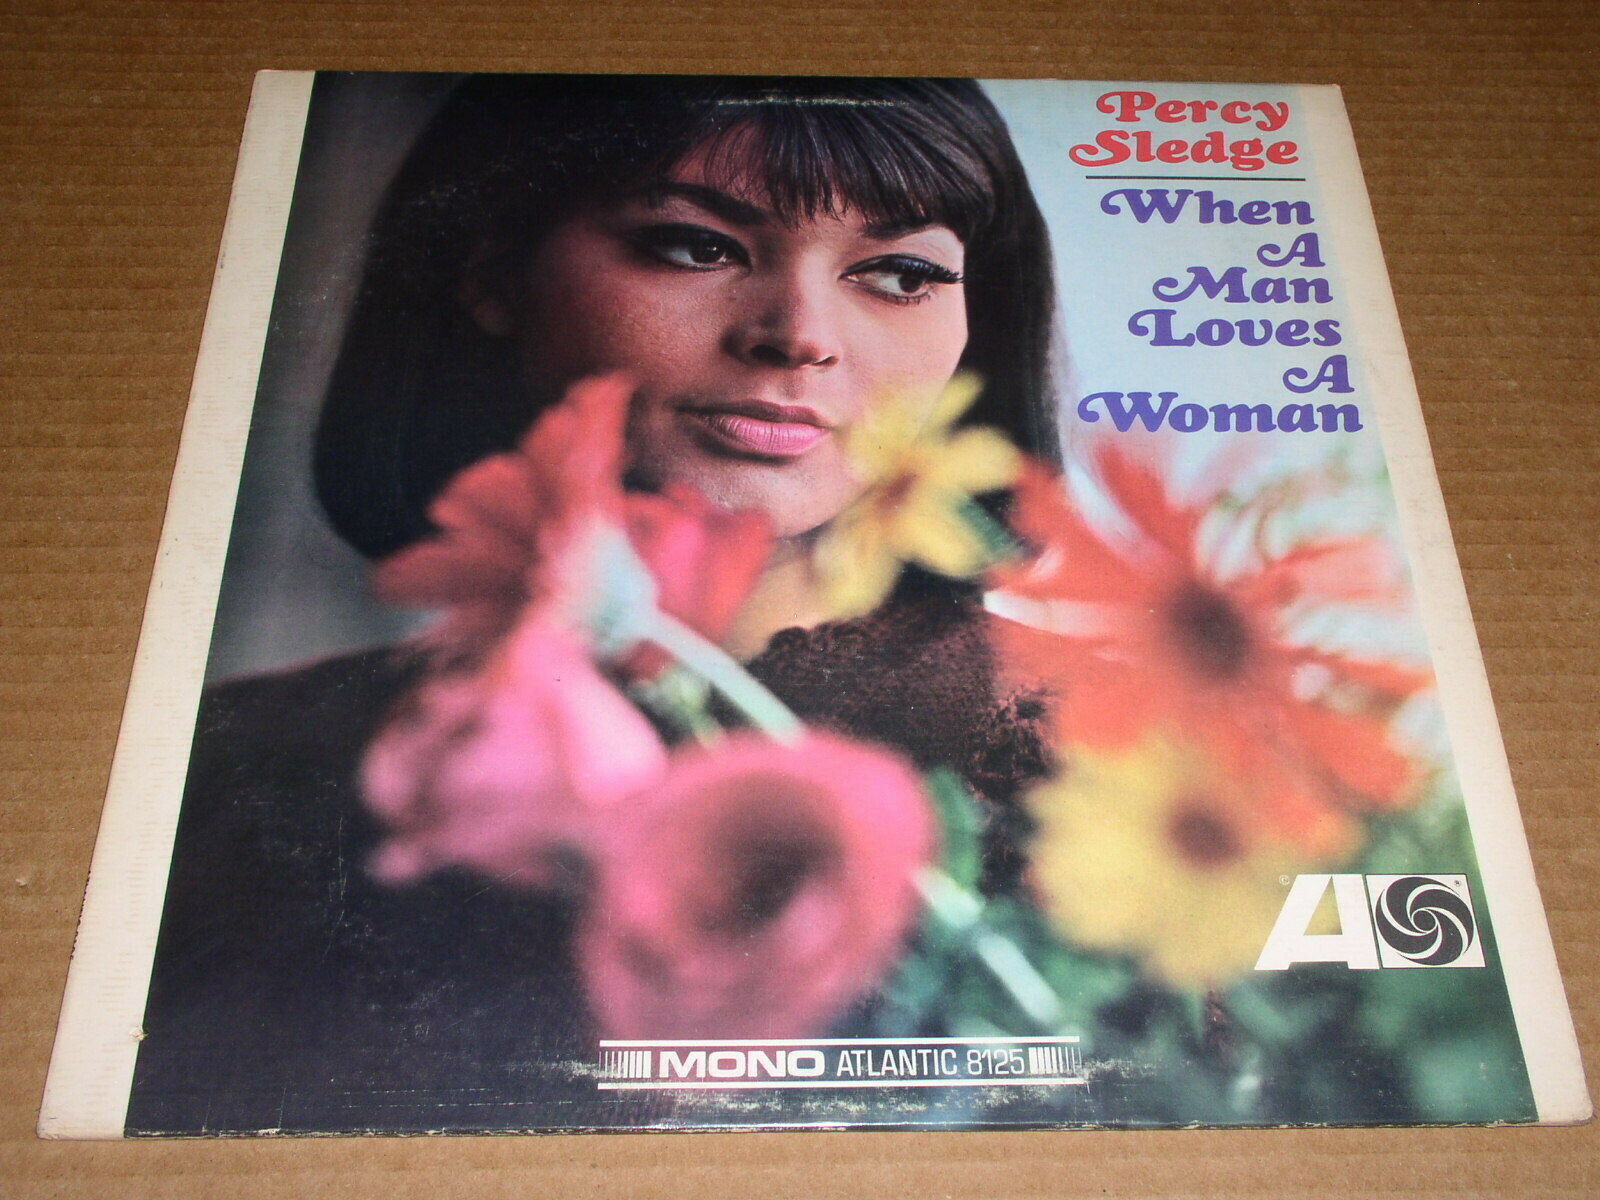 Percy
Sledge
When
A
Man
Loves
A
Woman
© A ®
MONO ATLANTIC 8125